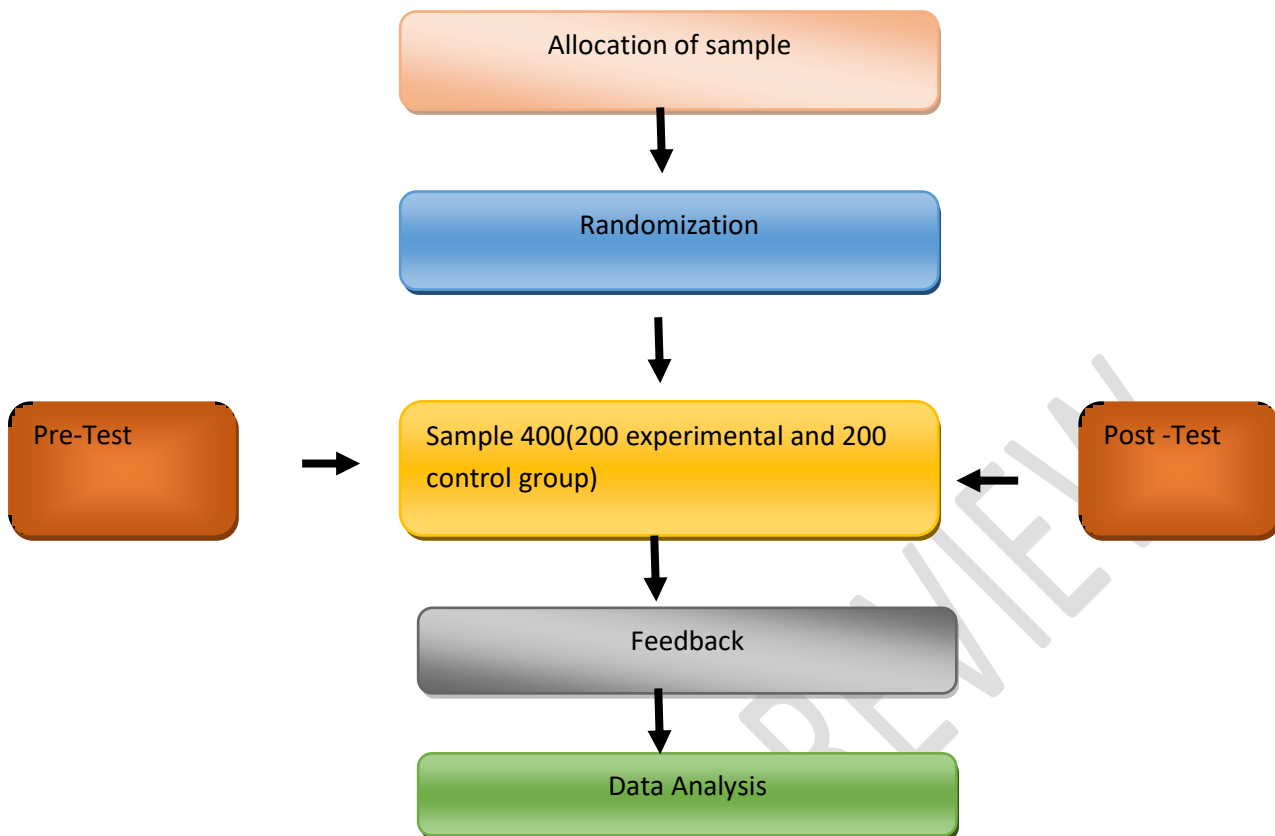 Allocation of sample
Randomization
Pre-Test
Sample 400(200 experimental and 200
control group)
Post -Test
Feedback
Data Analysis
REVIEW